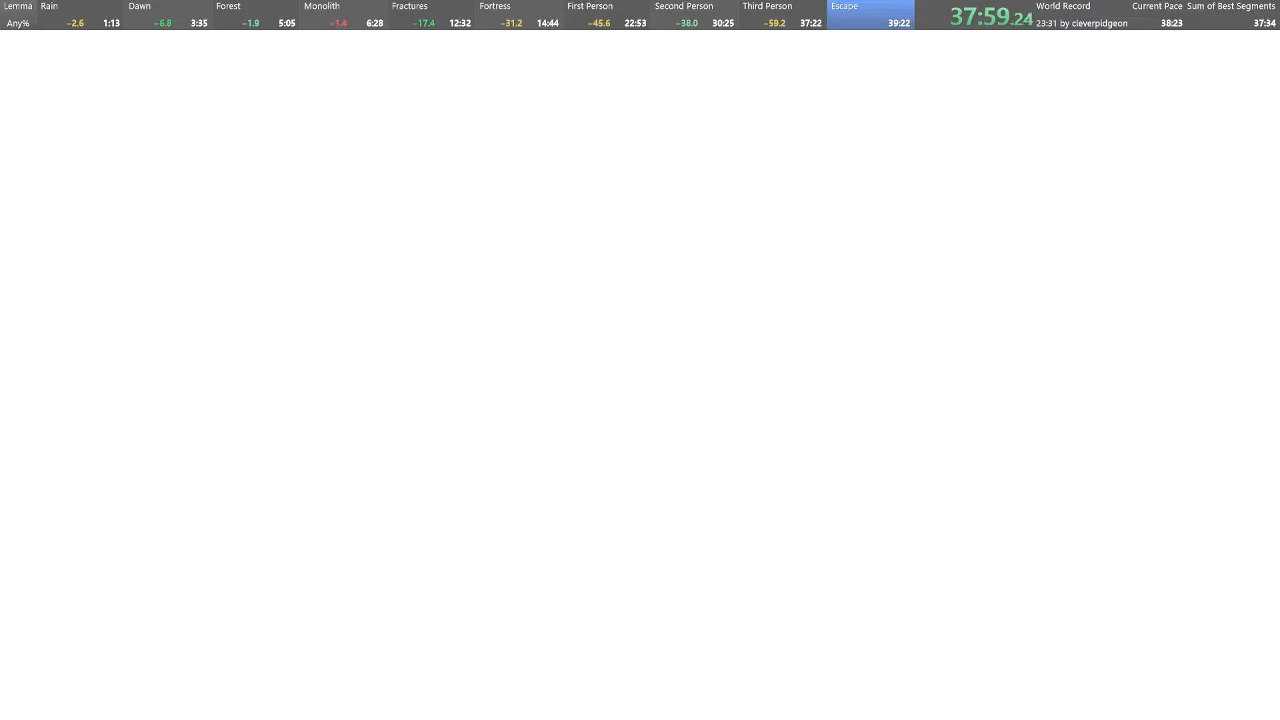 Lemma Rain Dawn Forest Monolith Fractures Fortress First Person Second Person Third Person Escape 37:59.24 World Record Current Pace Sum of Best Segments
Any% −2.6 1:13 −6.8 3:35 −1.9 5:05 −1.4 6:28 −17.4 12:32 −31.2 14:44 −45.6 22:53 −38.0 30:25 −59.2 37:22 39:22 23:31 by cleverpidgeon 38:23 37:34